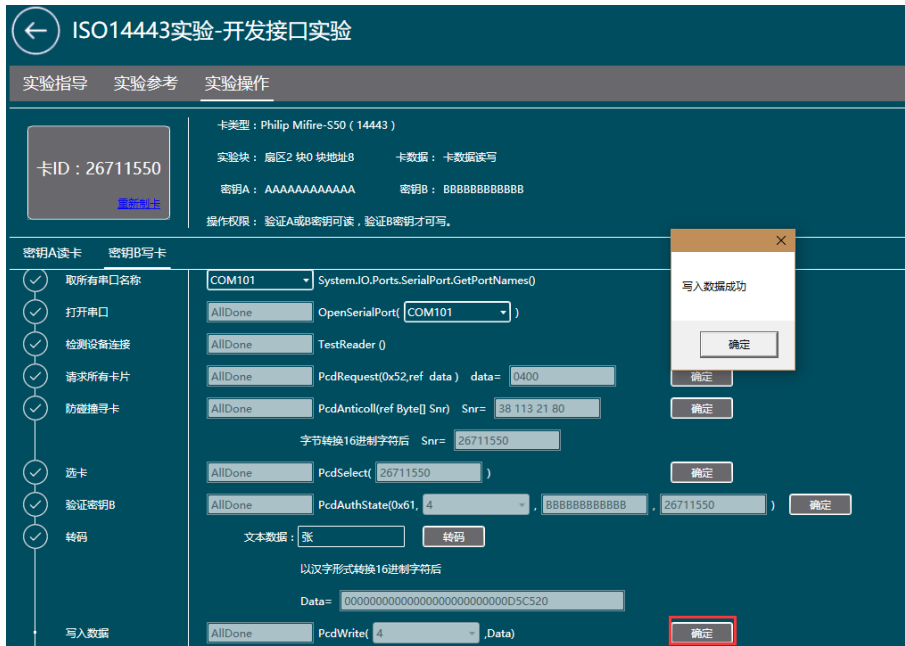 ISO14443实验-开发接口实验
实验指导 实验参考 实验操作
卡ID : 26711550
重新制卡
卡类型 : Philip Mifire-S50 ( 14443 )
实验块 : 扇区2 块0 块地址8 卡数据 : 卡数据读写
密钥A : AAAAAAAAAAAA 密钥B : BBBBBBBBBBBB
操作权限 : 验证A或B密钥可读 , 验证B密钥才可写。
密钥A读卡 密钥B写卡
取所有串口名称 COM101 System.IO.Ports.SerialPort.GetPortNames()
打开串口 AllDone OpenSerialPort( COM101 )
检测设备连接 AllDone TestReader ()
请求所有卡片 AllDone PcdRequest(0x52,ref data ) data= 0400 确定
防碰撞寻卡 AllDone PcdAnticoll(ref Byte[] Snr) Snr= 38 113 21 80 确定
字节转换16进制字符后 Snr= 26711550
选卡 AllDone PcdSelect( 26711550 ) 确定
验证密钥B AllDone PcdAuthState(0x61, 4 , BBBBBBBBBBBB , 26711550 ) 确定
转码 文本数据 : 张 转码
以汉字形式转换16进制字符后
Data= 00000000000000000000000000D5C520
写入数据 AllDone PcdWrite( 4 ,Data) 确定
写入数据成功
确定